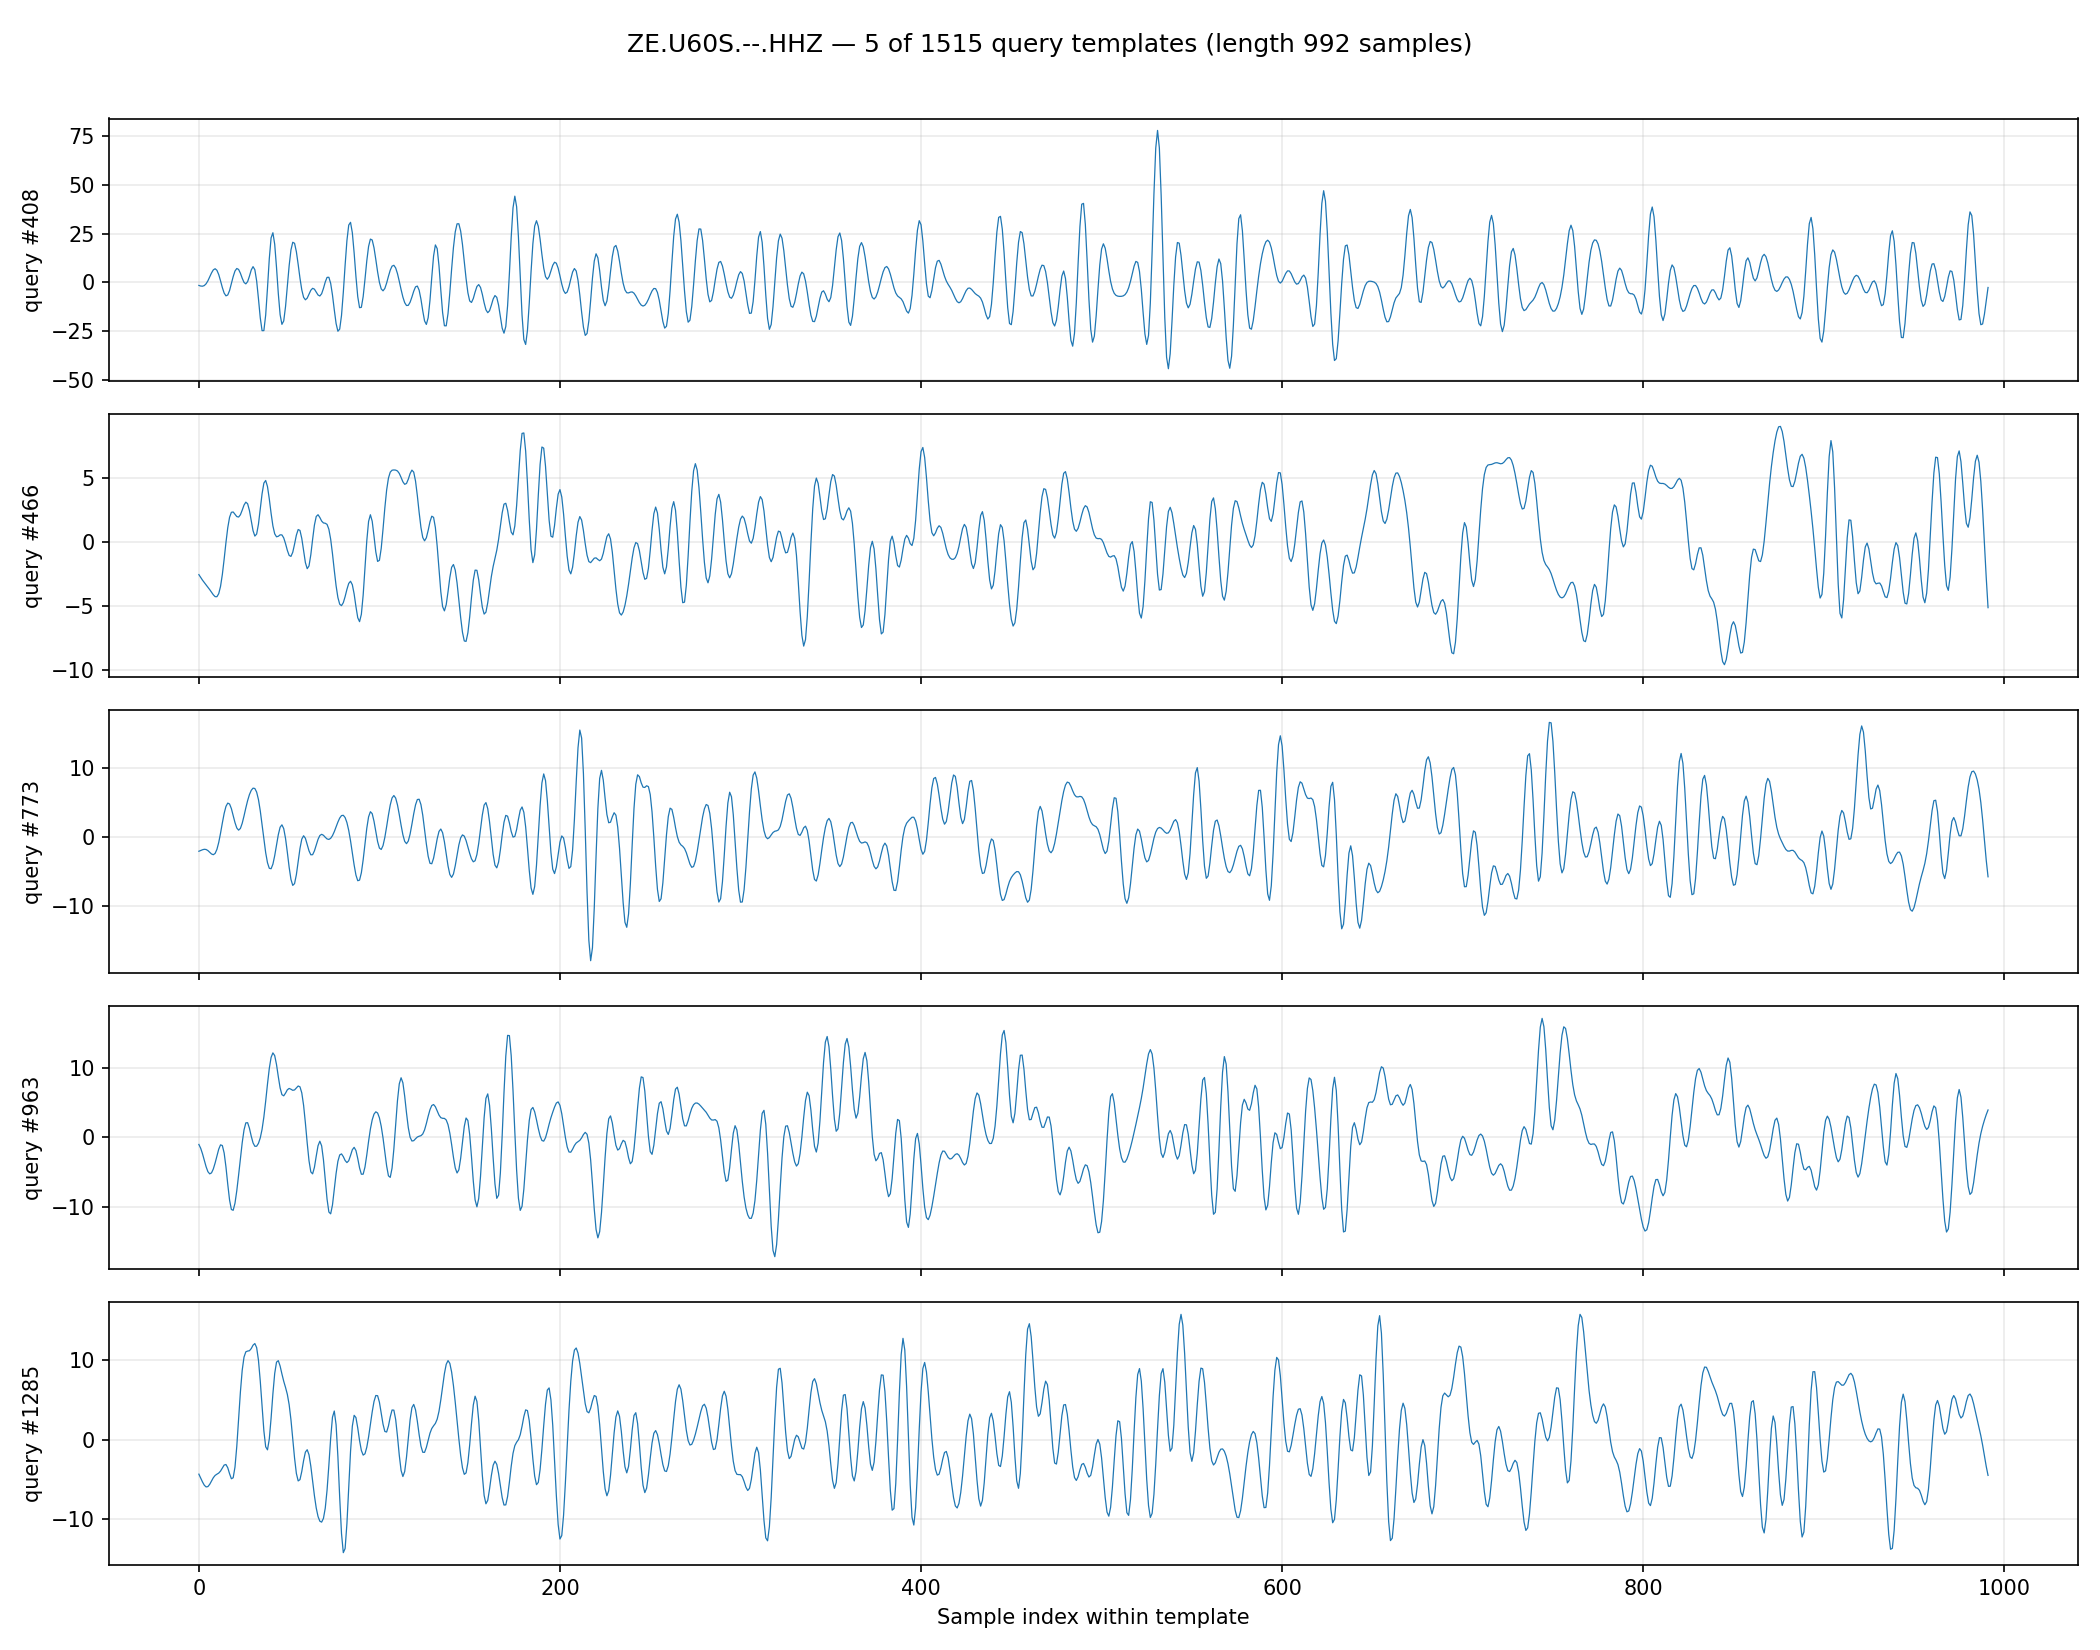 ZE.U60S.--.HHZ — 5 of 1515 query templates (length 992 samples)
query #408
75
50
25
0
−25
−50
query #466
5
0
−5
−10
query #773
10
0
−10
query #963
10
0
−10
query #1285
10
0
−10
0 200 400 600 800 1000
Sample index within template